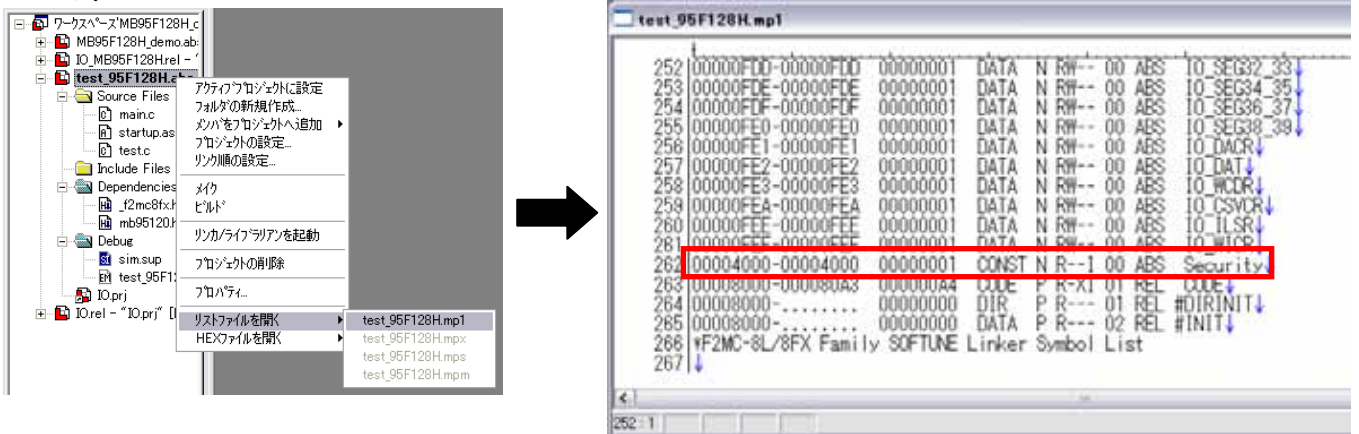 ワークスペース'MB95F128H_c
MB95F128H_demo.ab
IO_MB95F128H.rel - '
test_95F128H.abs
Source Files
main.c
startup.as
test.c
Include Files
Dependencies
_f2mc8fx.h
mb95120.h
Debug
sim.sup
test_95F12
IO.prj
IO.rel - "IO.prj" [I
アクティブプロジェクトに設定
フォルダの新規作成...
メンバをプロジェクトへ追加
プロジェクトの設定...
リンク順の設定...
メイク
ビルド
リンカ/ライブラリアンを起動
プロジェクトの削除
プロパティ...
リストファイルを開く
HEXファイルを開く
test_95F128H.mp1
test_95F128H.mpx
test_95F128H.mps
test_95F128H.mpm
test_95F128H.mp1
252 00000FDD-00000FDD 00000001 DATA N RW-- 00 ABS IO_SEG32_33↓
253 00000FDE-00000FDE 00000001 DATA N RW-- 00 ABS IO_SEG34_35↓
254 00000FDF-00000FDF 00000001 DATA N RW-- 00 ABS IO_SEG36_37↓
255 00000FE0-00000FE0 00000001 DATA N RW-- 00 ABS IO_SEG38_39↓
256 00000FE1-00000FE1 00000001 DATA N RW-- 00 ABS IO_DACR↓
257 00000FE2-00000FE2 00000001 DATA N RW-- 00 ABS IO_DAT↓
258 00000FE3-00000FE3 00000001 DATA N RW-- 00 ABS IO_WCDR↓
259 00000FEA-00000FEA 00000001 DATA N RW-- 00 ABS IO_CSVCR↓
260 00000FEE-00000FEE 00000001 DATA N RW-- 00 ABS IO_ILSR↓
261 00000FEF-00000FEF 00000001 DATA N RW-- 00 ABS IO_WICR↓
262 00004000-00004000 00000001 CONST N R--I 00 ABS Security↓
263 00008000-000080A3 000000A4 CODE P R-XI 01 REL CODE↓
264 00008000-........ 00000000 DIR P R--- 01 REL #DIRINIT↓
265 00008000-........ 00000000 DATA P R--- 02 REL #INIT↓
266 ▼F2MC-8L/8FX Family SOFTUNE Linker Symbol List
267 ↓
252:1